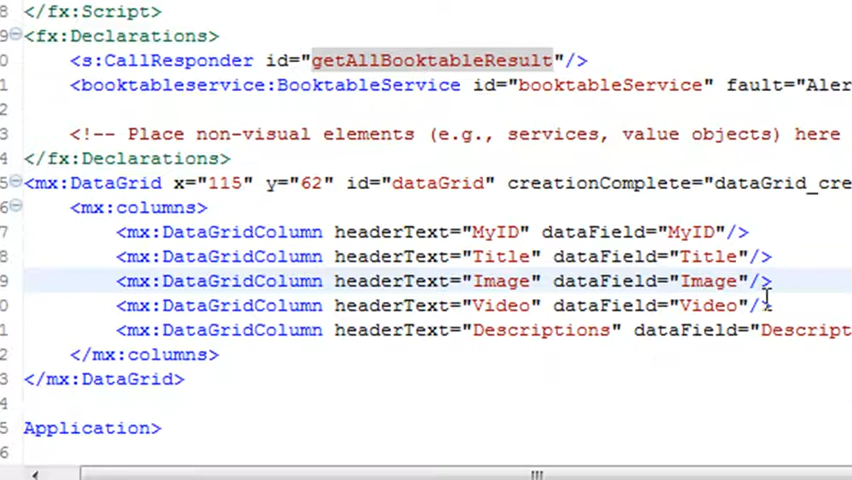 8 </fx:Script>
9 <fx:Declarations>
0 <s:CallResponder id="getAllBooktableResult"/>
1 <booktableservice:BooktableService id="booktableService" fault="Aler
2
3 <!-- Place non-visual elements (e.g., services, value objects) here
4 </fx:Declarations>
5 <mx:DataGrid x="115" y="62" id="dataGrid" creationComplete="dataGrid_cre
6 <mx:columns>
7 <mx:DataGridColumn headerText="MyID" dataField="MyID"/>
8 <mx:DataGridColumn headerText="Title" dataField="Title"/>
9 <mx:DataGridColumn headerText="Image" dataField="Image"/>
0 <mx:DataGridColumn headerText="Video" dataField="Video"/>
1 <mx:DataGridColumn headerText="Descriptions" dataField="Descript
2 </mx:columns>
3 </mx:DataGrid>
4
5 Application>
6